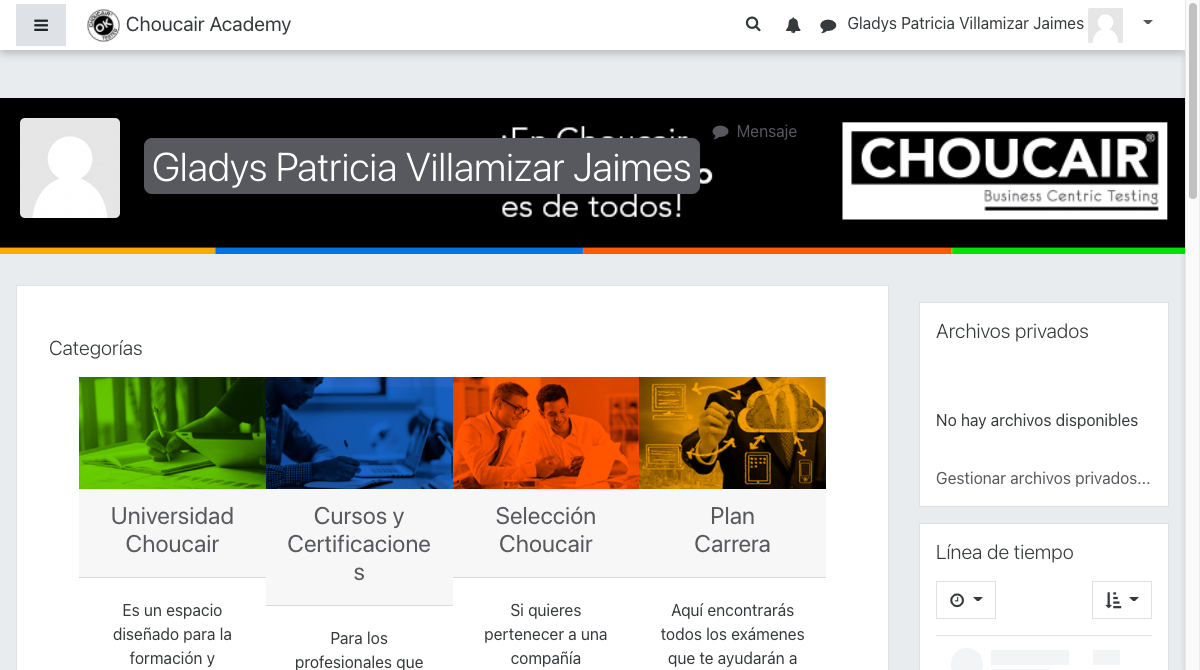 Choucair Academy
Gladys Patricia Villamizar Jaimes
¡En Choucair
Mensaje
Gladys Patricia Villamizar Jaimes
es de todos!
CHOUCAIR®
Business Centric Testing
Categorías
Universidad
Choucair
Es un espacio
diseñado para la
formación y
Cursos y
Certificacione
s
Para los
profesionales que
Selección
Choucair
Si quieres
pertenecer a una
compañía
Plan
Carrera
Aquí encontrarás
todos los exámenes
que te ayudarán a
Archivos privados
No hay archivos disponibles
Gestionar archivos privados...
Línea de tiempo